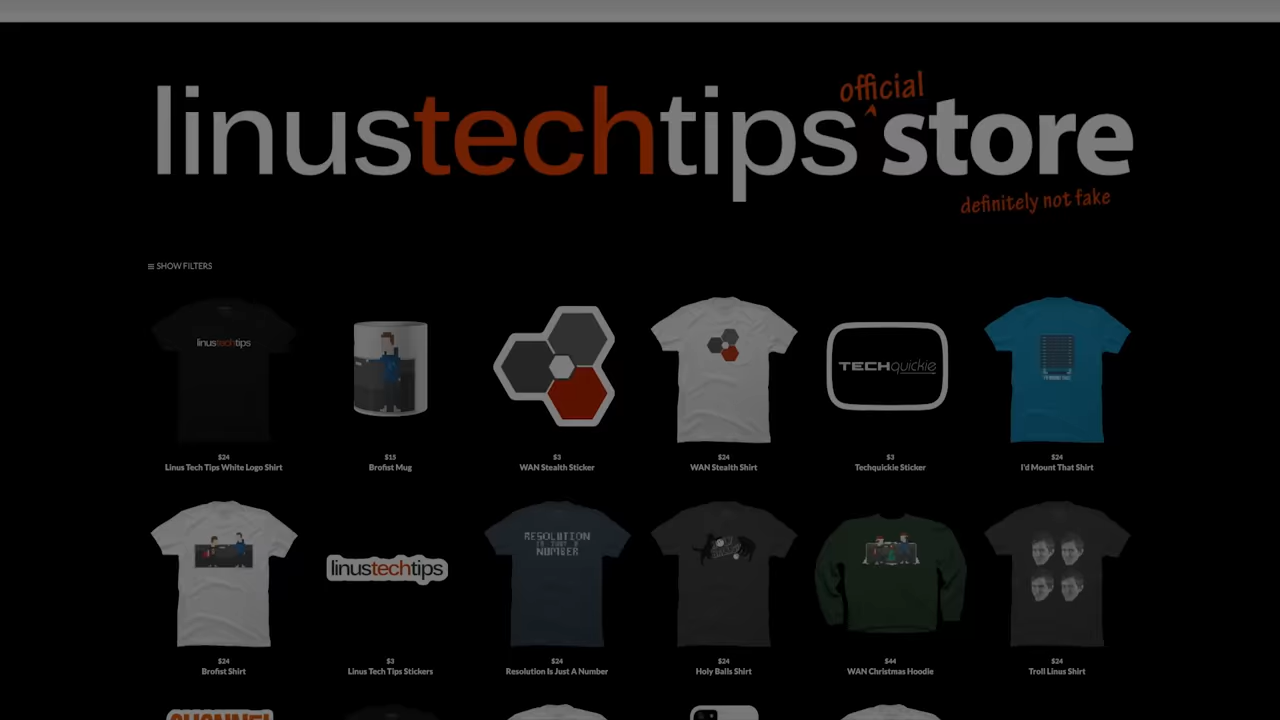 official
linustechtips ^ store
definitely not fake
SHOW FILTERS
linustechtips
TECHquickie
I'D MOUNT THAT
$24
$15
$3
$24
$3
$24
Linus Tech Tips White Logo Shirt
Brofist Mug
WAN Stealth Sticker
WAN Stealth Shirt
Techquickie Sticker
I'd Mount That Shirt
RESOLUTION
IS JUST A
NUMBER
linustechtips
$24
$3
$24
$24
$44
$24
Brofist Shirt
Linus Tech Tips Stickers
Resolution Is Just A Number
Holy Balls Shirt
WAN Christmas Hoodie
Troll Linus Shirt
CHANNEL